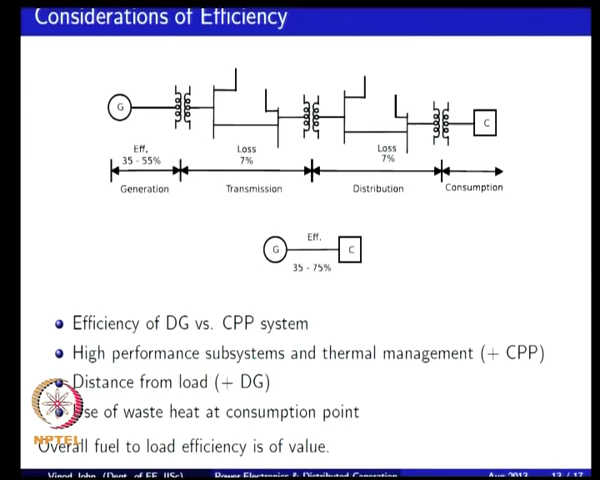 Considerations of Efficiency
G
C
Eff.
35 - 55%
Loss
7%
Loss
7%
Generation
Transmission
Distribution
Consumption
G
Eff.
C
35 - 75%
Efficiency of DG vs. CPP system
High performance subsystems and thermal management (+ CPP)
Distance from load (+ DG)
Use of waste heat at consumption point
NPTEL
Overall fuel to load efficiency is of value.
Vinod John (Dept. of EE, IISc)
Power Electronics & Distributed Generation
Aug 2012
12 / 17